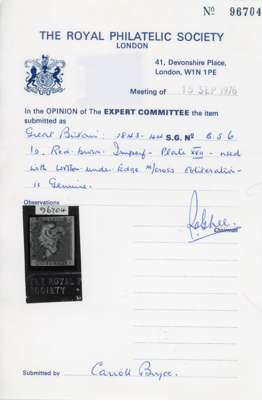 Nº 96704
THE ROYAL PHILATELIC SOCIETY
LONDON
41, Devonshire Place,
London, W1N 1PE
Meeting of 15 SEP 1976
In the OPINION of The EXPERT COMMITTEE the item
submitted as
Great Britain: 1843-44 S.G. Nº B.S6
1d. Red-brown Imperf - Plate XVII - used
with letter under Edge m/cross obliteration -
is Genuine.
Observations
Chairman
96704
THE ROYAL P
SOCIETY
Submitted by Carroll Bryce.